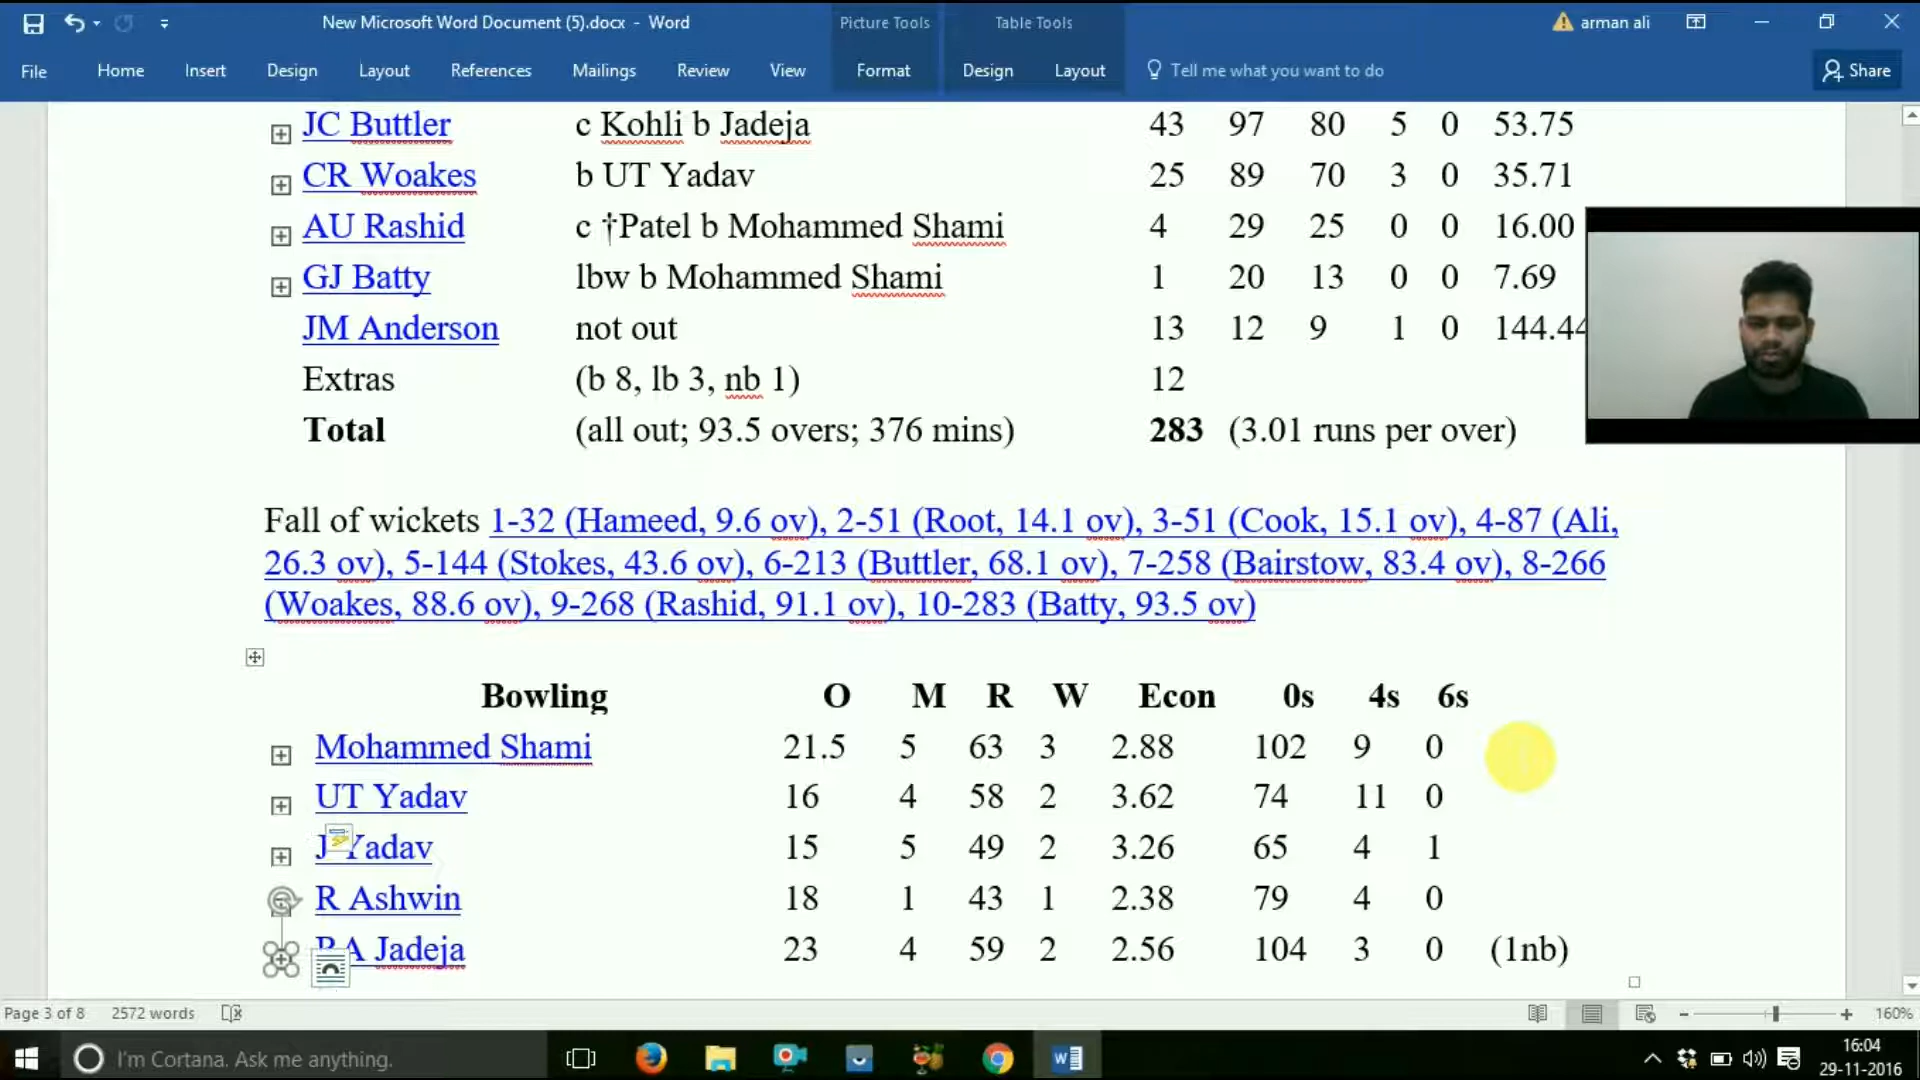 New Microsoft Word Document (5).docx - Word
Picture Tools
Table Tools
arman ali
File
Home
Insert
Design
Layout
References
Mailings
Review
View
Format
Design
Layout
Tell me what you want to do
Share
JC Buttler c Kohli b Jadeja 43 97 80 5 0 53.75
CR Woakes b UT Yadav 25 89 70 3 0 35.71
AU Rashid c †Patel b Mohammed Shami 4 29 25 0 0 16.00
GJ Batty lbw b Mohammed Shami 1 20 13 0 0 7.69
JM Anderson not out 13 12 9 1 0 144.44
Extras (b 8, lb 3, nb 1) 12
Total (all out; 93.5 overs; 376 mins) 283 (3.01 runs per over)
Fall of wickets 1-32 (Hameed, 9.6 ov), 2-51 (Root, 14.1 ov), 3-51 (Cook, 15.1 ov), 4-87 (Ali,
26.3 ov), 5-144 (Stokes, 43.6 ov), 6-213 (Buttler, 68.1 ov), 7-258 (Bairstow, 83.4 ov), 8-266
(Woakes, 88.6 ov), 9-268 (Rashid, 91.1 ov), 10-283 (Batty, 93.5 ov)
Bowling O M R W Econ 0s 4s 6s
Mohammed Shami 21.5 5 63 3 2.88 102 9 0
UT Yadav 16 4 58 2 3.62 74 11 0
J Yadav 15 5 49 2 3.26 65 4 1
R Ashwin 18 1 43 1 2.38 79 4 0
RA Jadeja 23 4 59 2 2.56 104 3 0 (1nb)
Page 3 of 8
2572 words
160%
I'm Cortana. Ask me anything.
16:04
29-11-2016